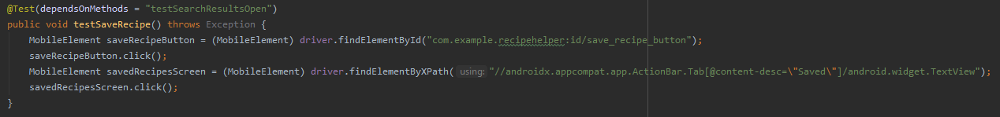 @Test(dependsOnMethods = "testSearchResultsOpen")
public void testSaveRecipe() throws Exception {
MobileElement saveRecipeButton = (MobileElement) driver.findElementById("com.example.recipehelper:id/save_recipe_button");
saveRecipeButton.click();
MobileElement savedRecipesScreen = (MobileElement) driver.findElementByXPath( using: "//androidx.appcompat.app.ActionBar.Tab[@content-desc=\"Saved\"]/android.widget.TextView");
savedRecipesScreen.click();
}